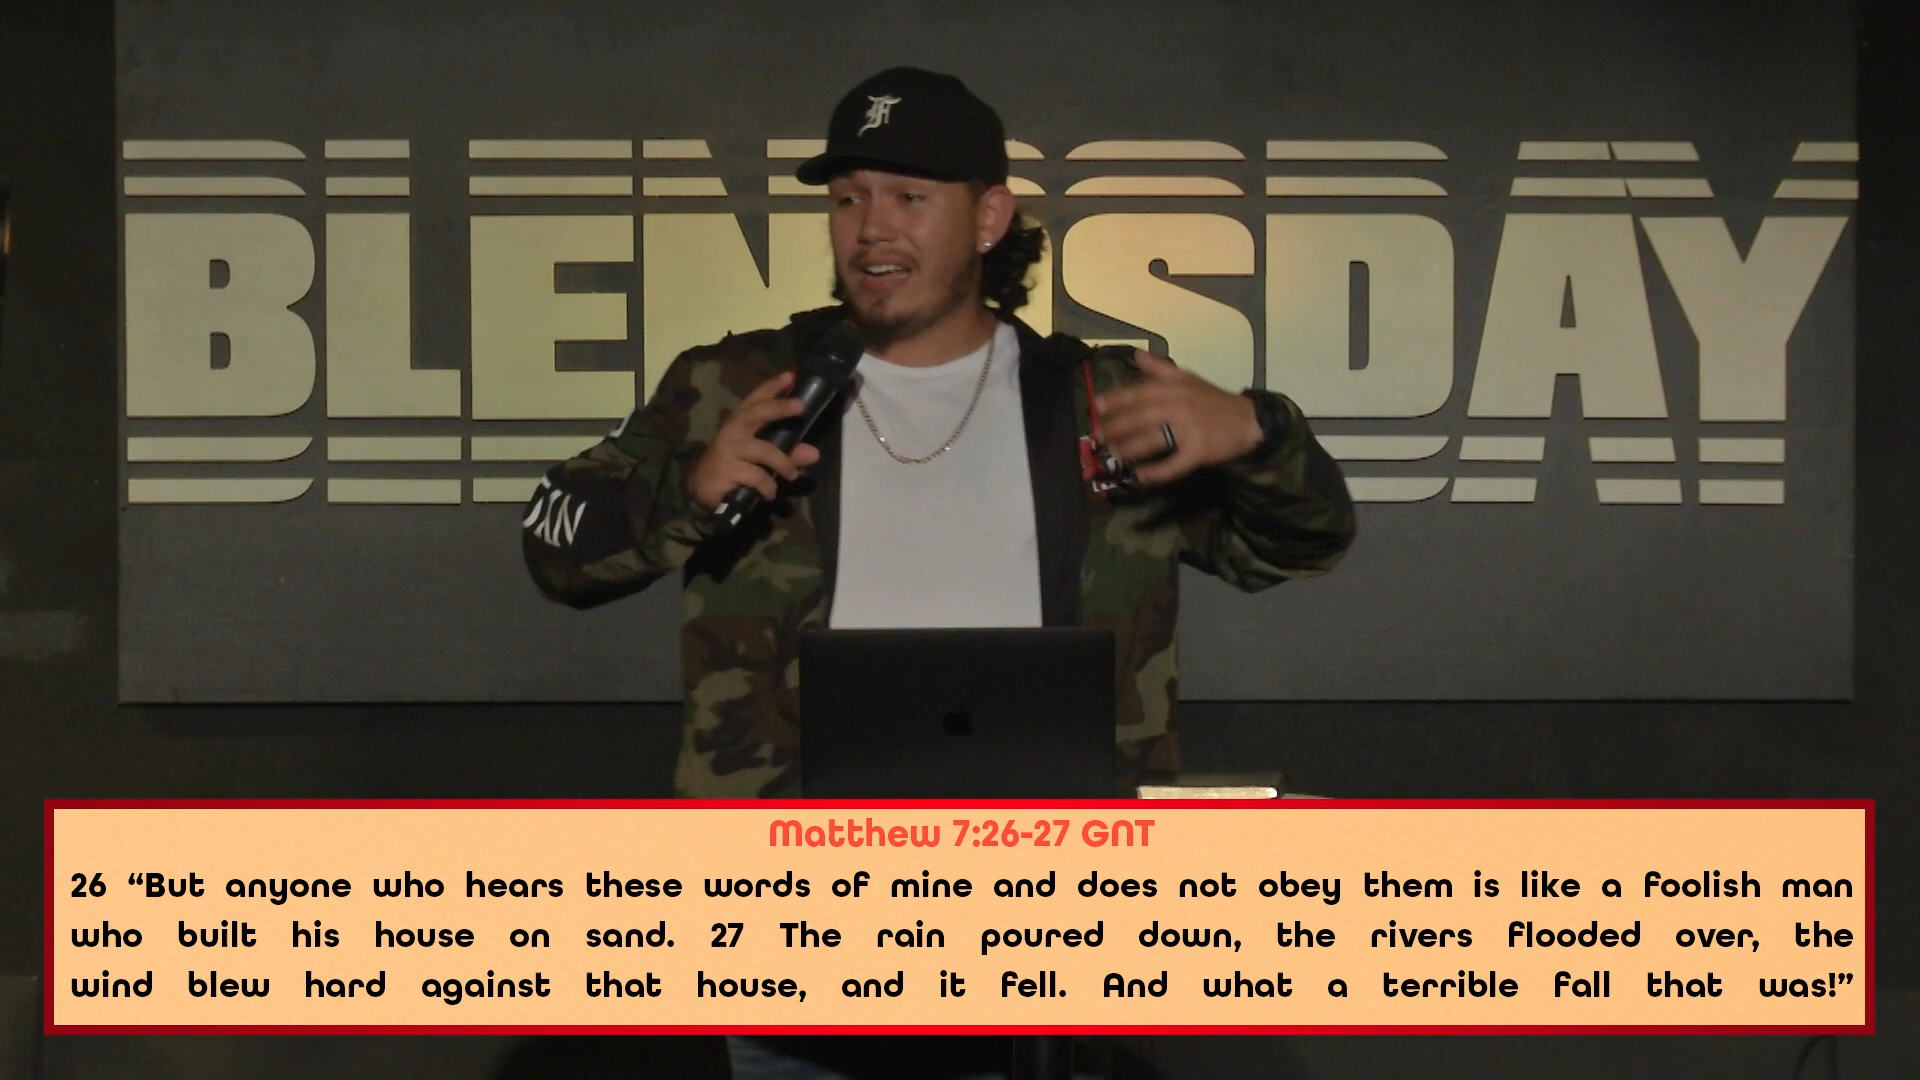 BLENDSDAY
NYC
Matthew 7:26-27 GNT
26 “But anyone who hears these words of mine and does not obey them is like a foolish man
who built his house on sand. 27 The rain poured down, the rivers flooded over, the
wind blew hard against that house, and it fell. And what a terrible fall that was!”